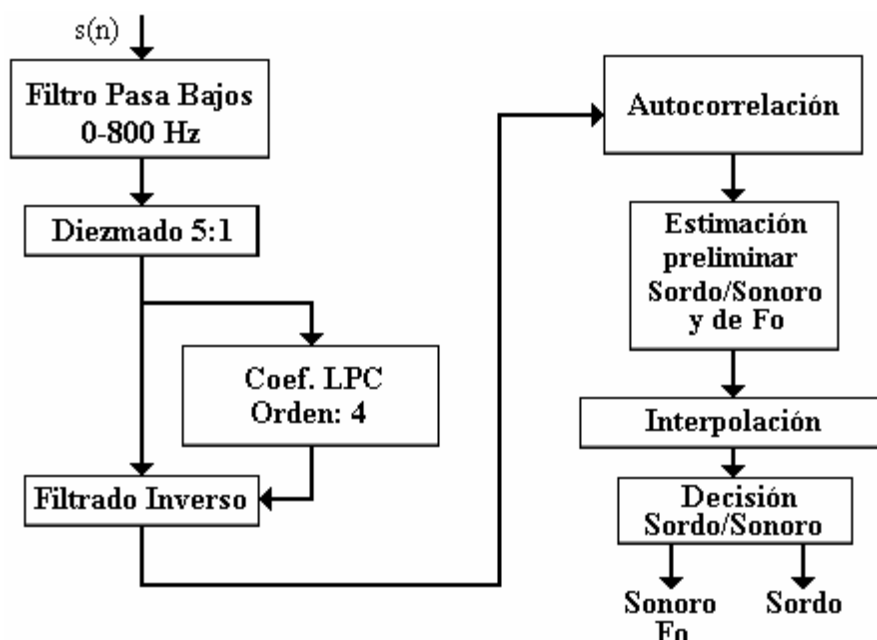 s(n)
Filtro Pasa Bajos
0-800 Hz
Diezmado 5:1
Coef. LPC
Orden: 4
Filtrado Inverso
Autocorrelación
Estimación
preliminar
Sordo/Sonoro
y de Fo
Interpolación
Decisión
Sordo/Sonoro
Sonoro
Fo
Sordo